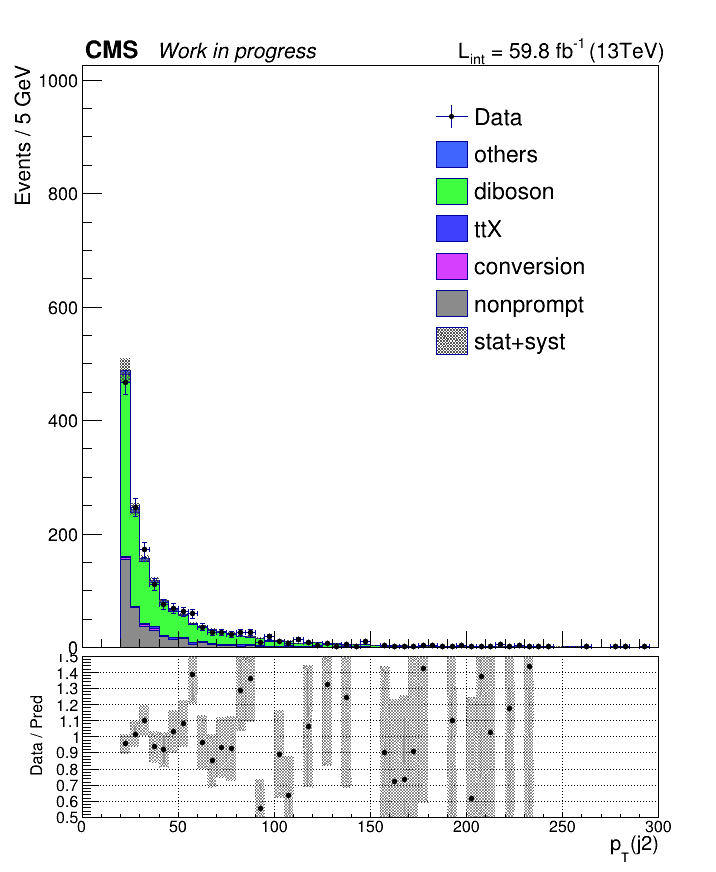 CMS Work in progress L_int = 59.8 fb⁻¹ (13TeV)
Events / 5 GeV
1000
800
600
400
200
0
Data
others
diboson
ttX
conversion
nonprompt
stat+syst
Data / Pred
1.5
1.4
1.3
1.2
1.1
1
0.9
0.8
0.7
0.6
0.5
0 50 100 150 200 250 300
p_T(j2)